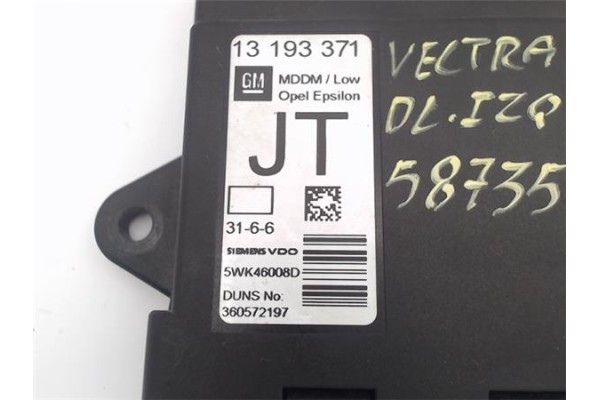 13 193 371
GM
MDDM / Low
Opel Epsilon
JT
31-6-6
SIEMENS VDO
5WK46008D
DUNS No:
360572197
VECTRA
DL.IZQ
58735